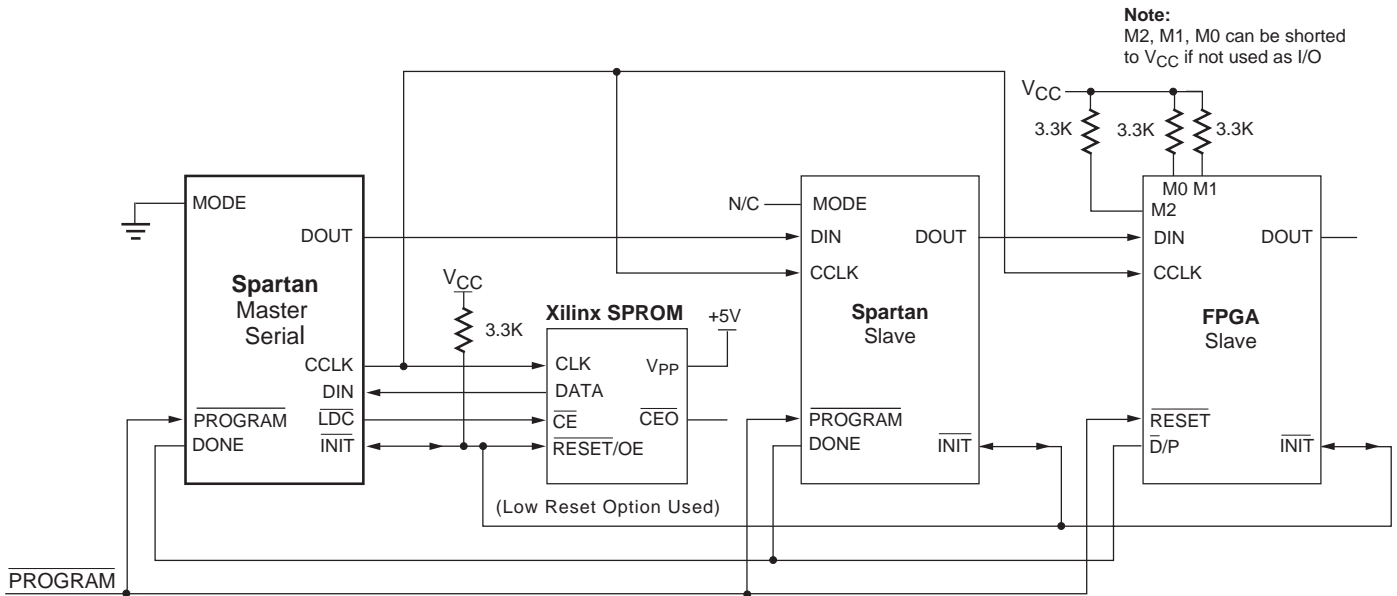 Note:
M2, M1, M0 can be shorted
to VCC if not used as I/O
VCC
3.3K
3.3K
3.3K
MODE
DOUT
Spartan
Master
Serial
CCLK
DIN
PROGRAM
LDC
DONE
INIT
VCC
3.3K
Xilinx SPROM
+5V
CLK
VPP
DATA
CE
CEO
RESET/OE
(Low Reset Option Used)
N/C
MODE
DIN
DOUT
CCLK
Spartan
Slave
PROGRAM
DONE
INIT
M0 M1
M2
DIN
DOUT
CCLK
FPGA
Slave
RESET
D/P
INIT
PROGRAM